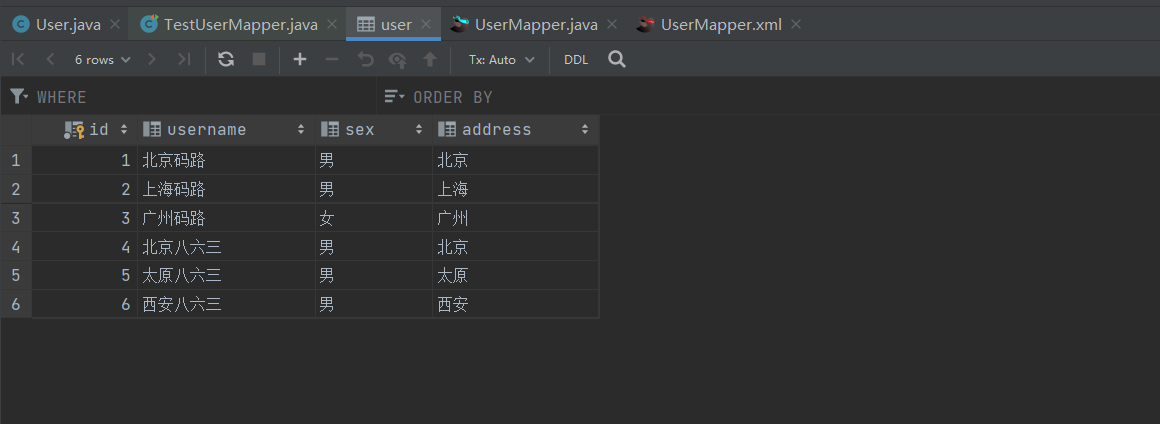 User.java TestUserMapper.java user UserMapper.java UserMapper.xml
6 rows Tx: Auto DDL
WHERE ORDER BY
id username sex address
1 1 北京码路 男 北京
2 2 上海码路 男 上海
3 3 广州码路 女 广州
4 4 北京八六三 男 北京
5 5 太原八六三 男 太原
6 6 西安八六三 男 西安